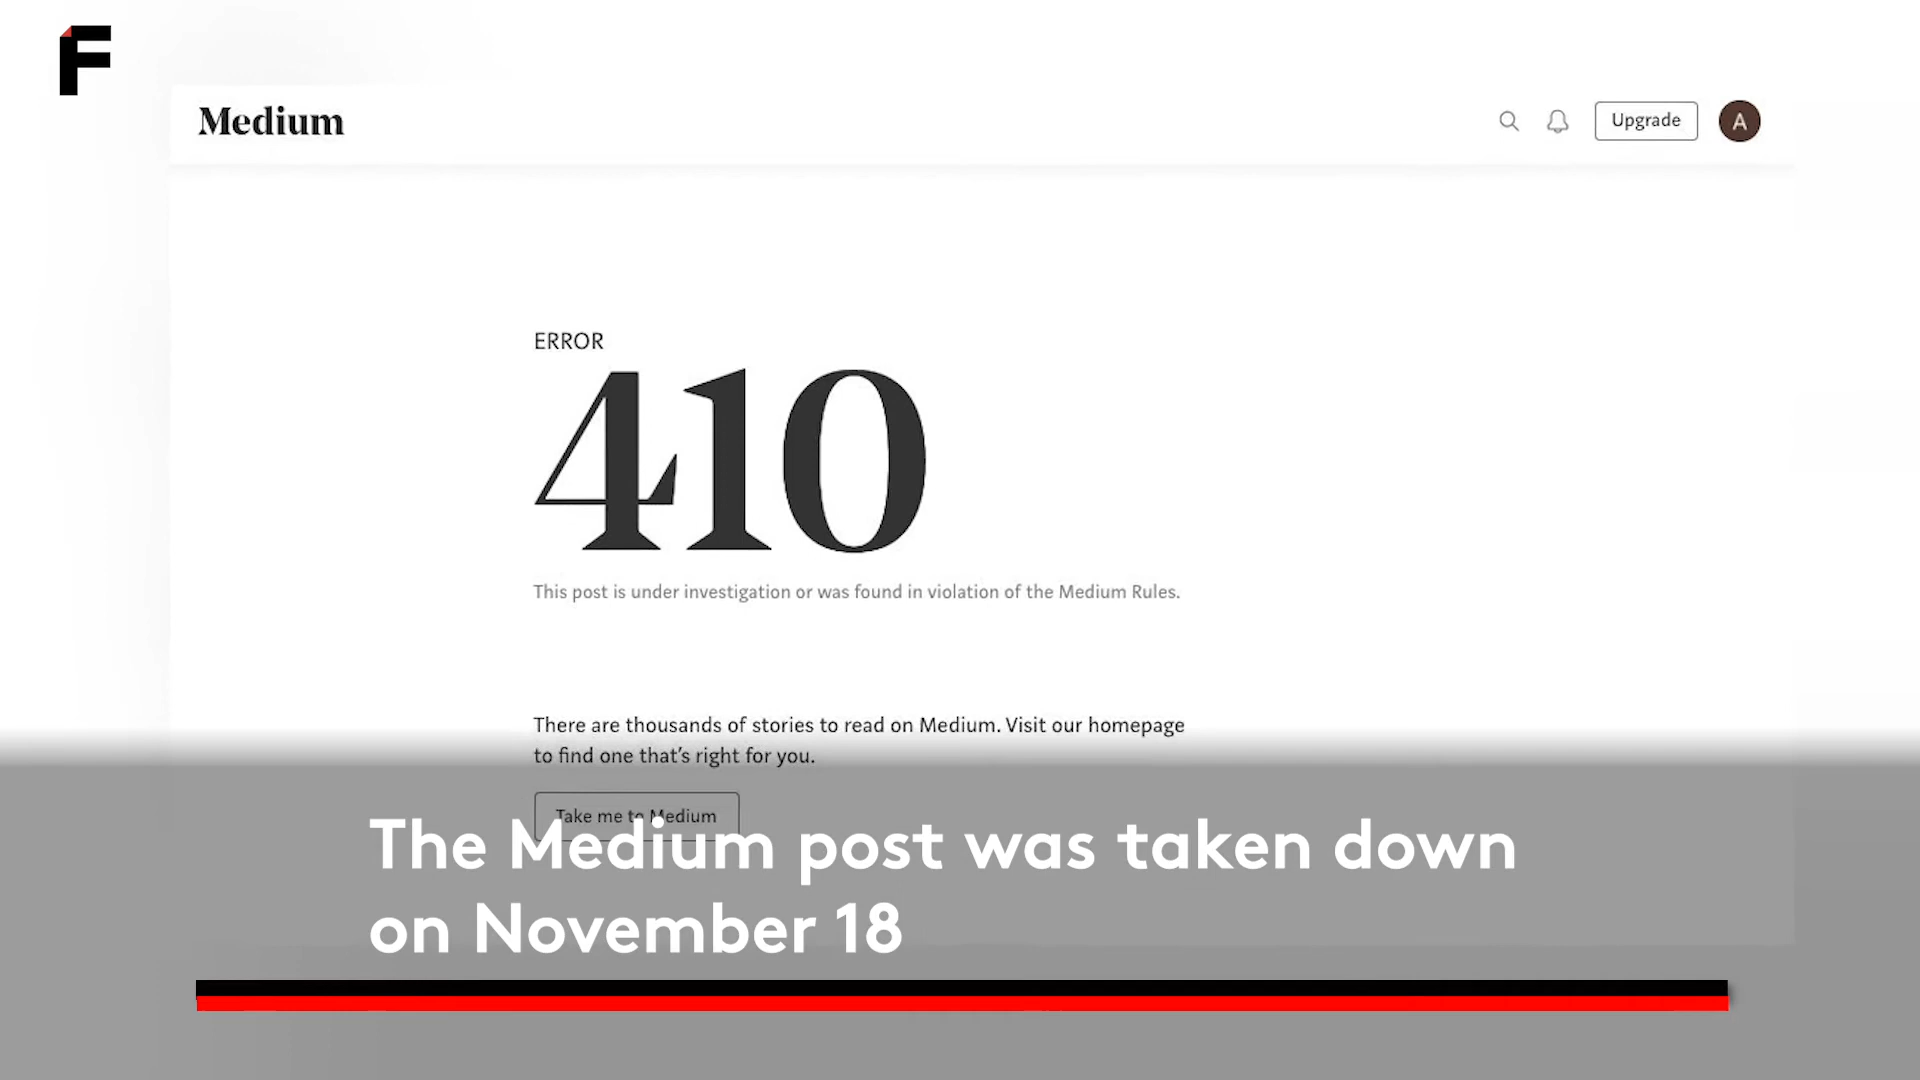 F
Medium
Upgrade
A
ERROR
410
This post is under investigation or was found in violation of the Medium Rules.
There are thousands of stories to read on Medium. Visit our homepage
to find one that's right for you.
Take me to Medium
The Medium post was taken down
on November 18